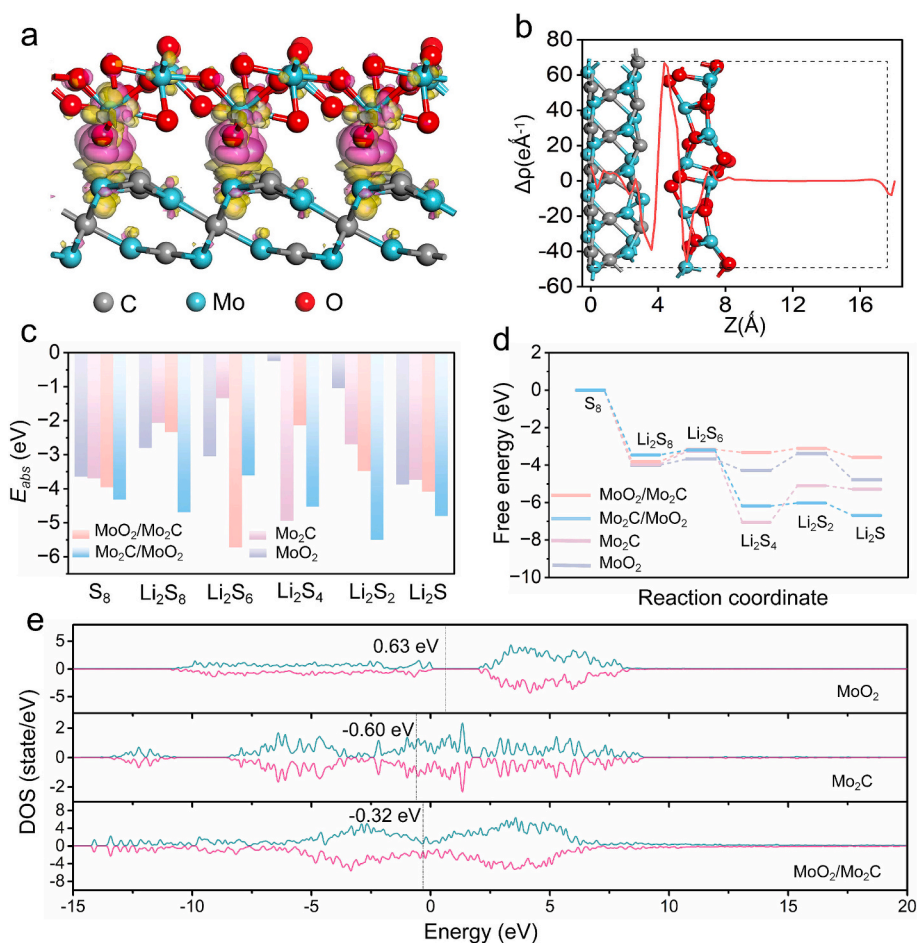 a
C
Mo
O
b
Δρ(eÅ⁻¹)
80
60
40
20
0
−20
−40
−60
0
4
8
12
16
Z(Å)
c
E_abs (eV)
0
−1
−2
−3
−4
−5
−6
MoO₂/Mo₂C
Mo₂C
Mo₂C/MoO₂
MoO₂
S₈
Li₂S₈
Li₂S₆
Li₂S₄
Li₂S₂
Li₂S
d
Free energy (eV)
2
0
−2
−4
−6
−8
−10
S₈
Li₂S₈
Li₂S₆
Li₂S₄
Li₂S₂
Li₂S
MoO₂/Mo₂C
Mo₂C/MoO₂
Mo₂C
MoO₂
Reaction coordinate
e
DOS (state/eV)
5
0
-5
0.63 eV
MoO₂
2
0
-2
-0.60 eV
Mo₂C
8
4
0
-4
-8
-0.32 eV
MoO₂/Mo₂C
-15
-10
-5
0
5
10
15
20
Energy (eV)